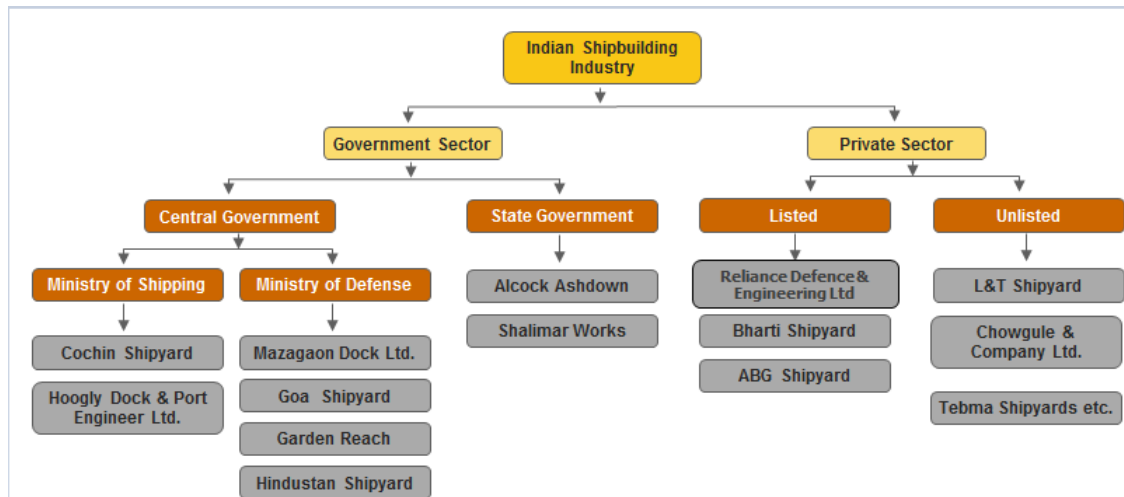 Indian Shipbuilding
Industry
Government Sector
Private Sector
Central Government
State Government
Listed
Unlisted
Ministry of Shipping
Ministry of Defense
Alcock Ashdown
Reliance Defence &
Engineering Ltd
L&T Shipyard
Shalimar Works
Bharti Shipyard
Chowgule &
Company Ltd.
Cochin Shipyard
Mazagaon Dock Ltd.
ABG Shipyard
Hoogly Dock & Port
Engineer Ltd.
Goa Shipyard
Tebma Shipyards etc.
Garden Reach
Hindustan Shipyard